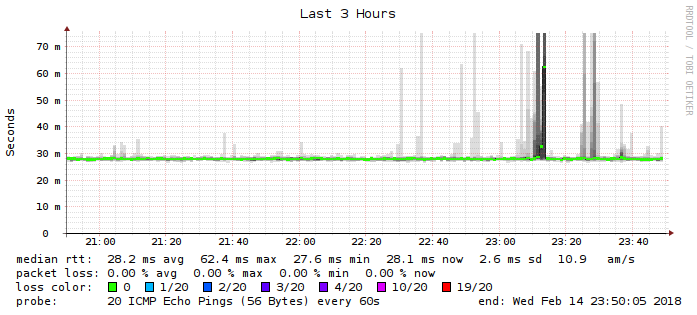 Last 3 Hours
RRDTOOL / TOBI OETIKER
Seconds
70 m
60 m
50 m
40 m
30 m
20 m
10 m
0
21:00 21:20 21:40 22:00 22:20 22:40 23:00 23:20 23:40
median rtt: 28.2 ms avg 62.4 ms max 27.6 ms min 28.1 ms now 2.6 ms sd 10.9 am/s
packet loss: 0.00 % avg 0.00 % max 0.00 % min 0.00 % now
loss color: 0 1/20 2/20 3/20 4/20 10/20 19/20
probe: 20 ICMP Echo Pings (56 Bytes) every 60s end: Wed Feb 14 23:50:05 2018